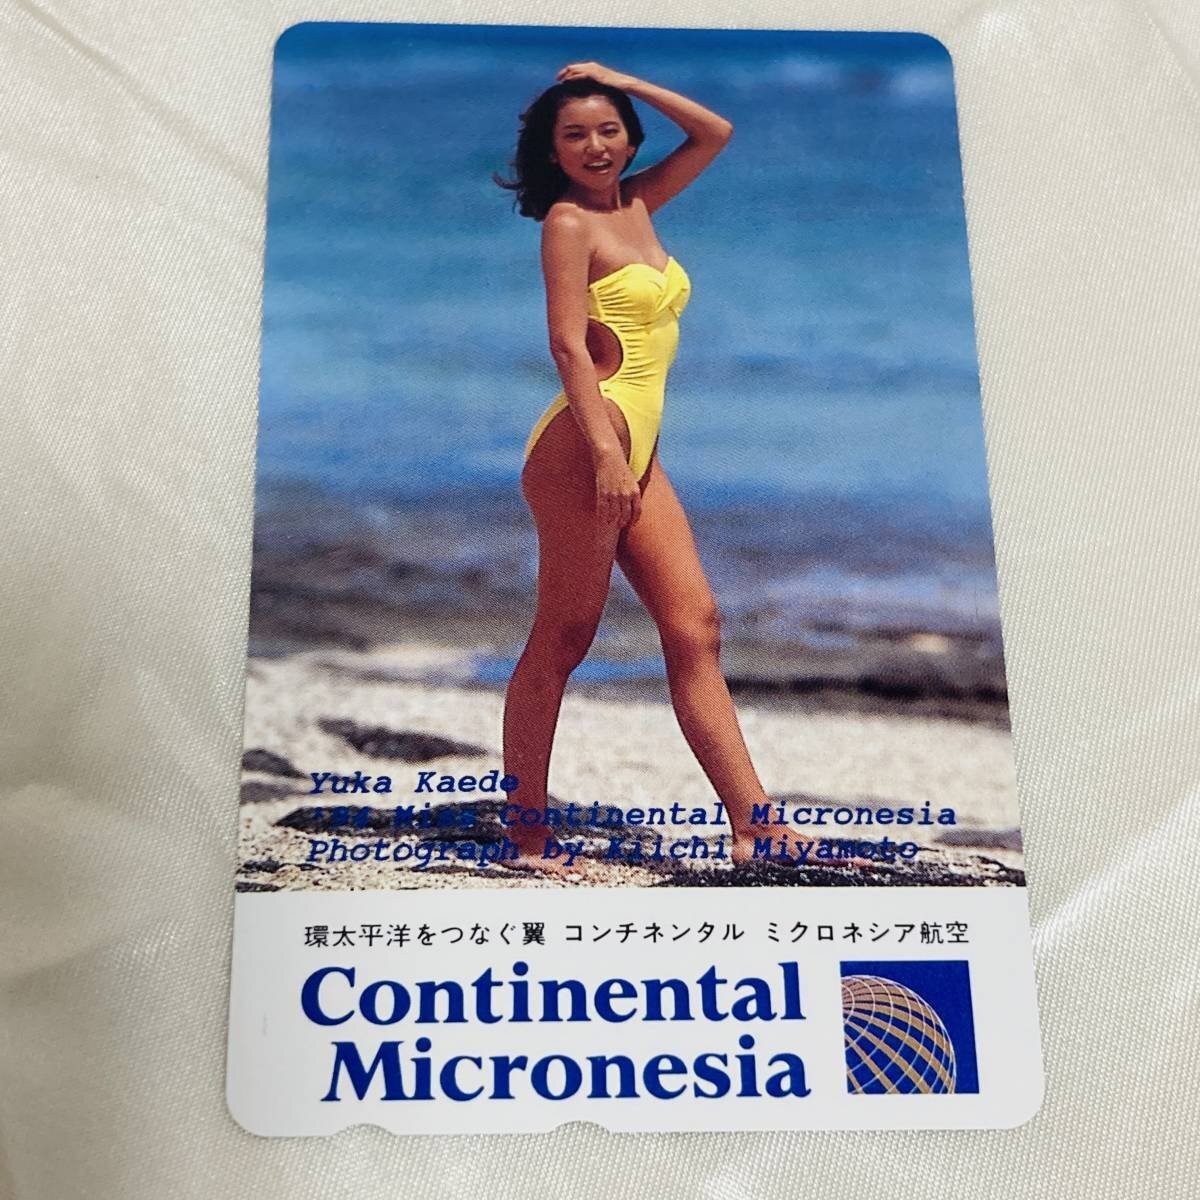 Yuka Kaede
'94 Miss Continental Micronesia
Photograph by Kiichi Miyamoto
環太平洋をつなぐ翼 コンチネンタル ミクロネシア航空
Continental
Micronesia